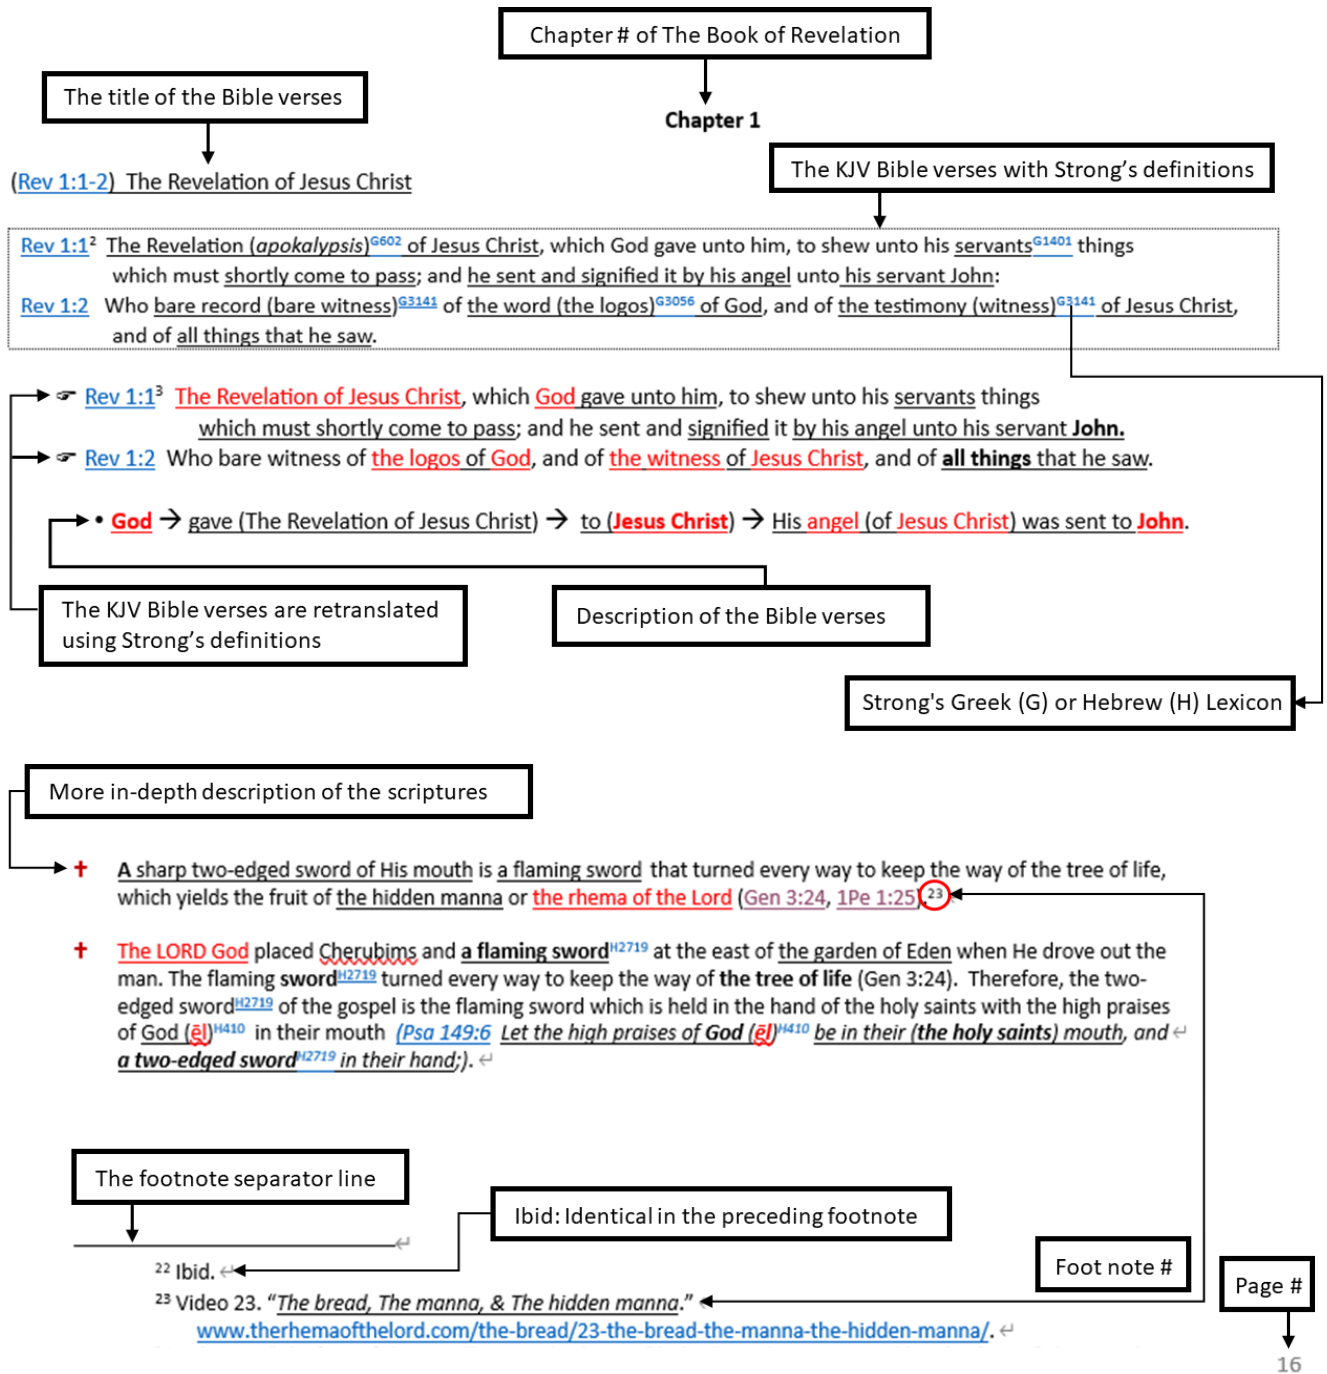 Chapter # of The Book of Revelation
The title of the Bible verses
Chapter 1
The KJV Bible verses with Strong's definitions
(Rev 1:1-2)  The Revelation of Jesus Christ
Rev 1:1²  The Revelation (apokalypsis)G602 of Jesus Christ, which God gave unto him, to shew unto his servantsG1401 things
which must shortly come to pass; and he sent and signified it by his angel unto his servant John:
Rev 1:2  Who bare record (bare witness)G3141 of the word (the logos)G3056 of God, and of the testimony (witness)G3141 of Jesus Christ,
and of all things that he saw.
☞ Rev 1:1³  The Revelation of Jesus Christ, which God gave unto him, to shew unto his servants things
which must shortly come to pass; and he sent and signified it by his angel unto his servant John.
☞ Rev 1:2  Who bare witness of the logos of God, and of the witness of Jesus Christ, and of all things that he saw.
• God → gave (The Revelation of Jesus Christ) → to (Jesus Christ) → His angel (of Jesus Christ) was sent to John.
The KJV Bible verses are retranslated
using Strong's definitions
Description of the Bible verses
Strong's Greek (G) or Hebrew (H) Lexicon
More in-depth description of the scriptures
✝ A sharp two-edged sword of His mouth is a flaming sword that turned every way to keep the way of the tree of life,
which yields the fruit of the hidden manna or the rhema of the Lord (Gen 3:24, 1Pe 1:25).²³
✝ The LORD God placed Cherubims and a flaming swordH2719 at the east of the garden of Eden when He drove out the
man. The flaming swordH2719 turned every way to keep the way of the tree of life (Gen 3:24).  Therefore, the two-
edged swordH2719 of the gospel is the flaming sword which is held in the hand of the holy saints with the high praises
of God (ēl)H410 in their mouth (Psa 149:6 Let the high praises of God (ēl)H410 be in their (the holy saints) mouth, and ↵
a two-edged swordH2719 in their hand;). ↵
The footnote separator line
Ibid: Identical in the preceding footnote
²² Ibid. ↵
Foot note #
Page #
²³ Video 23. “The bread, The manna, & The hidden manna.”
www.therhemaofthelord.com/the-bread/23-the-bread-the-manna-the-hidden-manna/. ↵
16